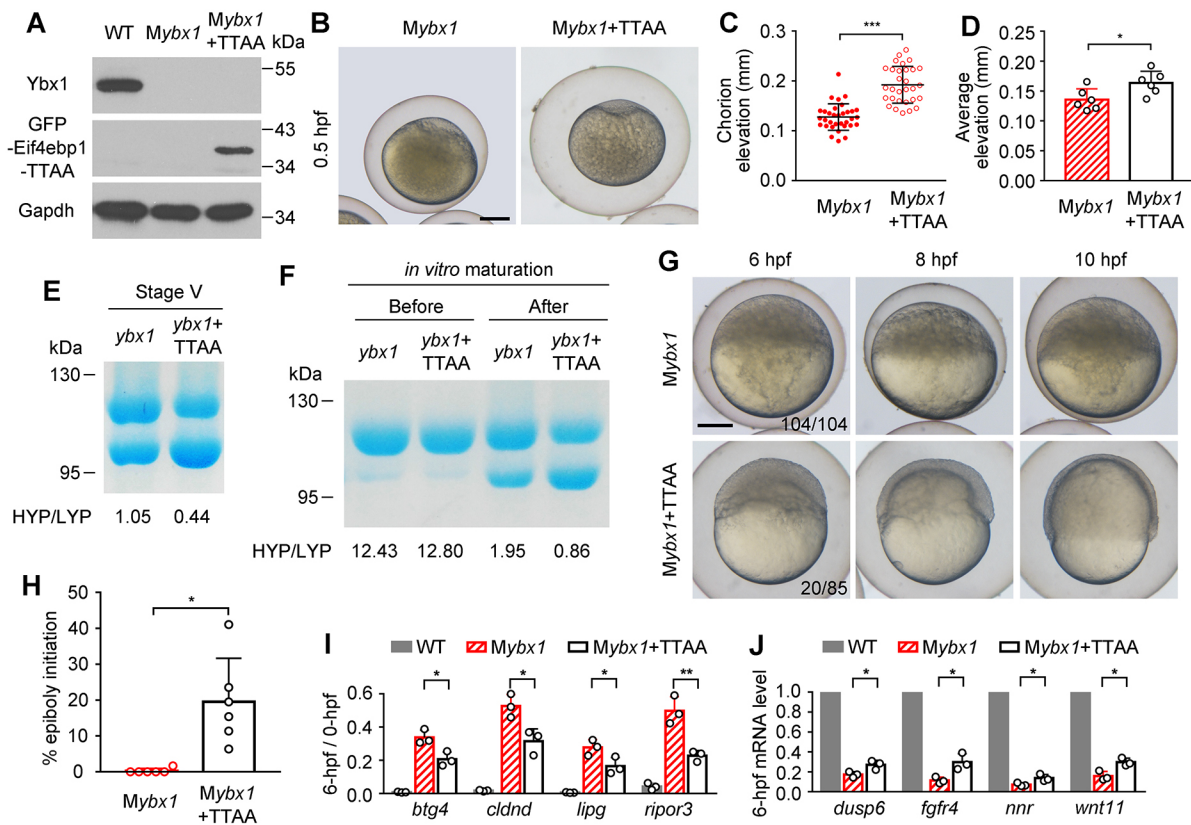 A
WT Mybx1 Mybx1
+TTAA kDa
Ybx1
55
GFP
-Eif4ebp1
-TTAA
43
34
Gapdh
34
B
Mybx1 Mybx1+TTAA
0.5 hpf
C
***
Chorion
elevation (mm)
0.3
0.2
0.1
0.0
Mybx1 Mybx1
+TTAA
D
*
Average
elevation (mm)
0.25
0.20
0.15
0.10
0.05
0.00
Mybx1 Mybx1
+TTAA
E
Stage V
ybx1 ybx1+
TTAA
kDa
130
95
HYP/LYP 1.05 0.44
F
in vitro maturation
Before After
ybx1 ybx1+
TTAA ybx1 ybx1+
TTAA
kDa
130
95
HYP/LYP 12.43 12.80 1.95 0.86
G
6 hpf 8 hpf 10 hpf
Mybx1
104/104
Mybx1+TTAA
20/85
H
*
% epiboly initiation
50
40
30
20
10
0
Mybx1 Mybx1
+TTAA
I
WT Mybx1 Mybx1+TTAA
* * * **
6-hpf / 0-hpf
0.6
0.4
0.2
0.0
btg4 cldnd lipg ripor3
J
WT Mybx1 Mybx1+TTAA
* * * *
6-hpf mRNA level
1.0
0.8
0.6
0.4
0.2
0.0
dusp6 fgfr4 nnr wnt11